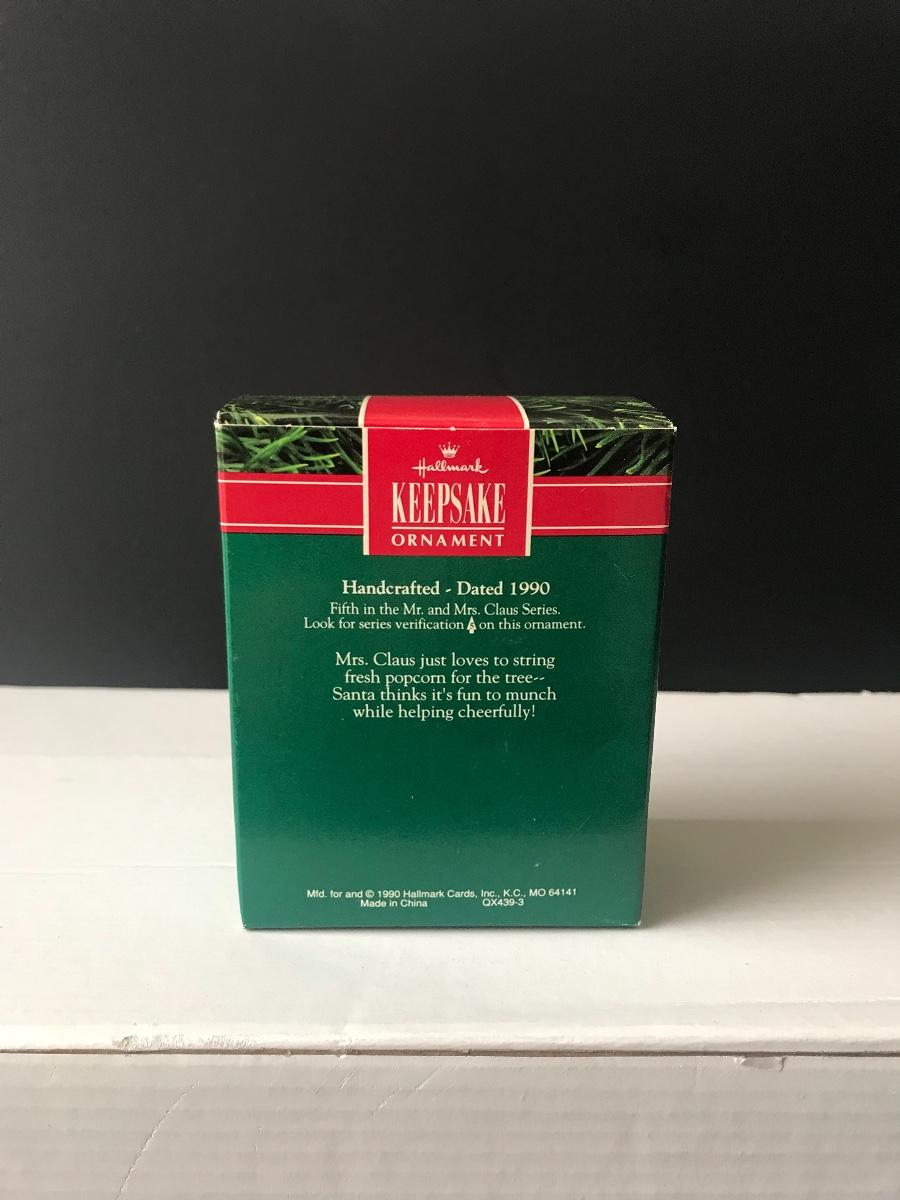 Hallmark
KEEPSAKE
ORNAMENT
Handcrafted - Dated 1990
Fifth in the Mr. and Mrs. Claus Series.
Look for series verification 5 on this ornament.
Mrs. Claus just loves to string
fresh popcorn for the tree--
Santa thinks it's fun to munch
while helping cheerfully!
Mfd. for and © 1990 Hallmark Cards, Inc., K.C., MO 64141
Made in China QX439-3